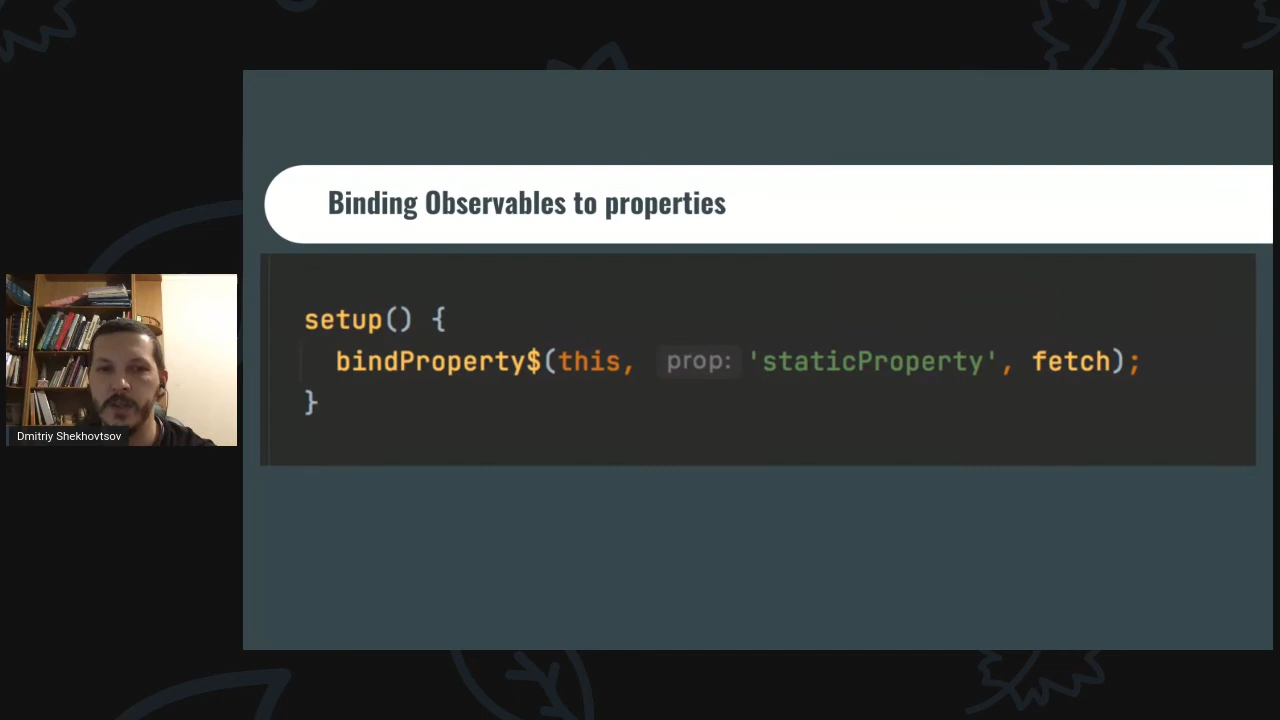 Binding Observables to properties
setup() {
bindProperty$(this, prop: 'staticProperty', fetch);
}
Dmitriy Shekhovtsov